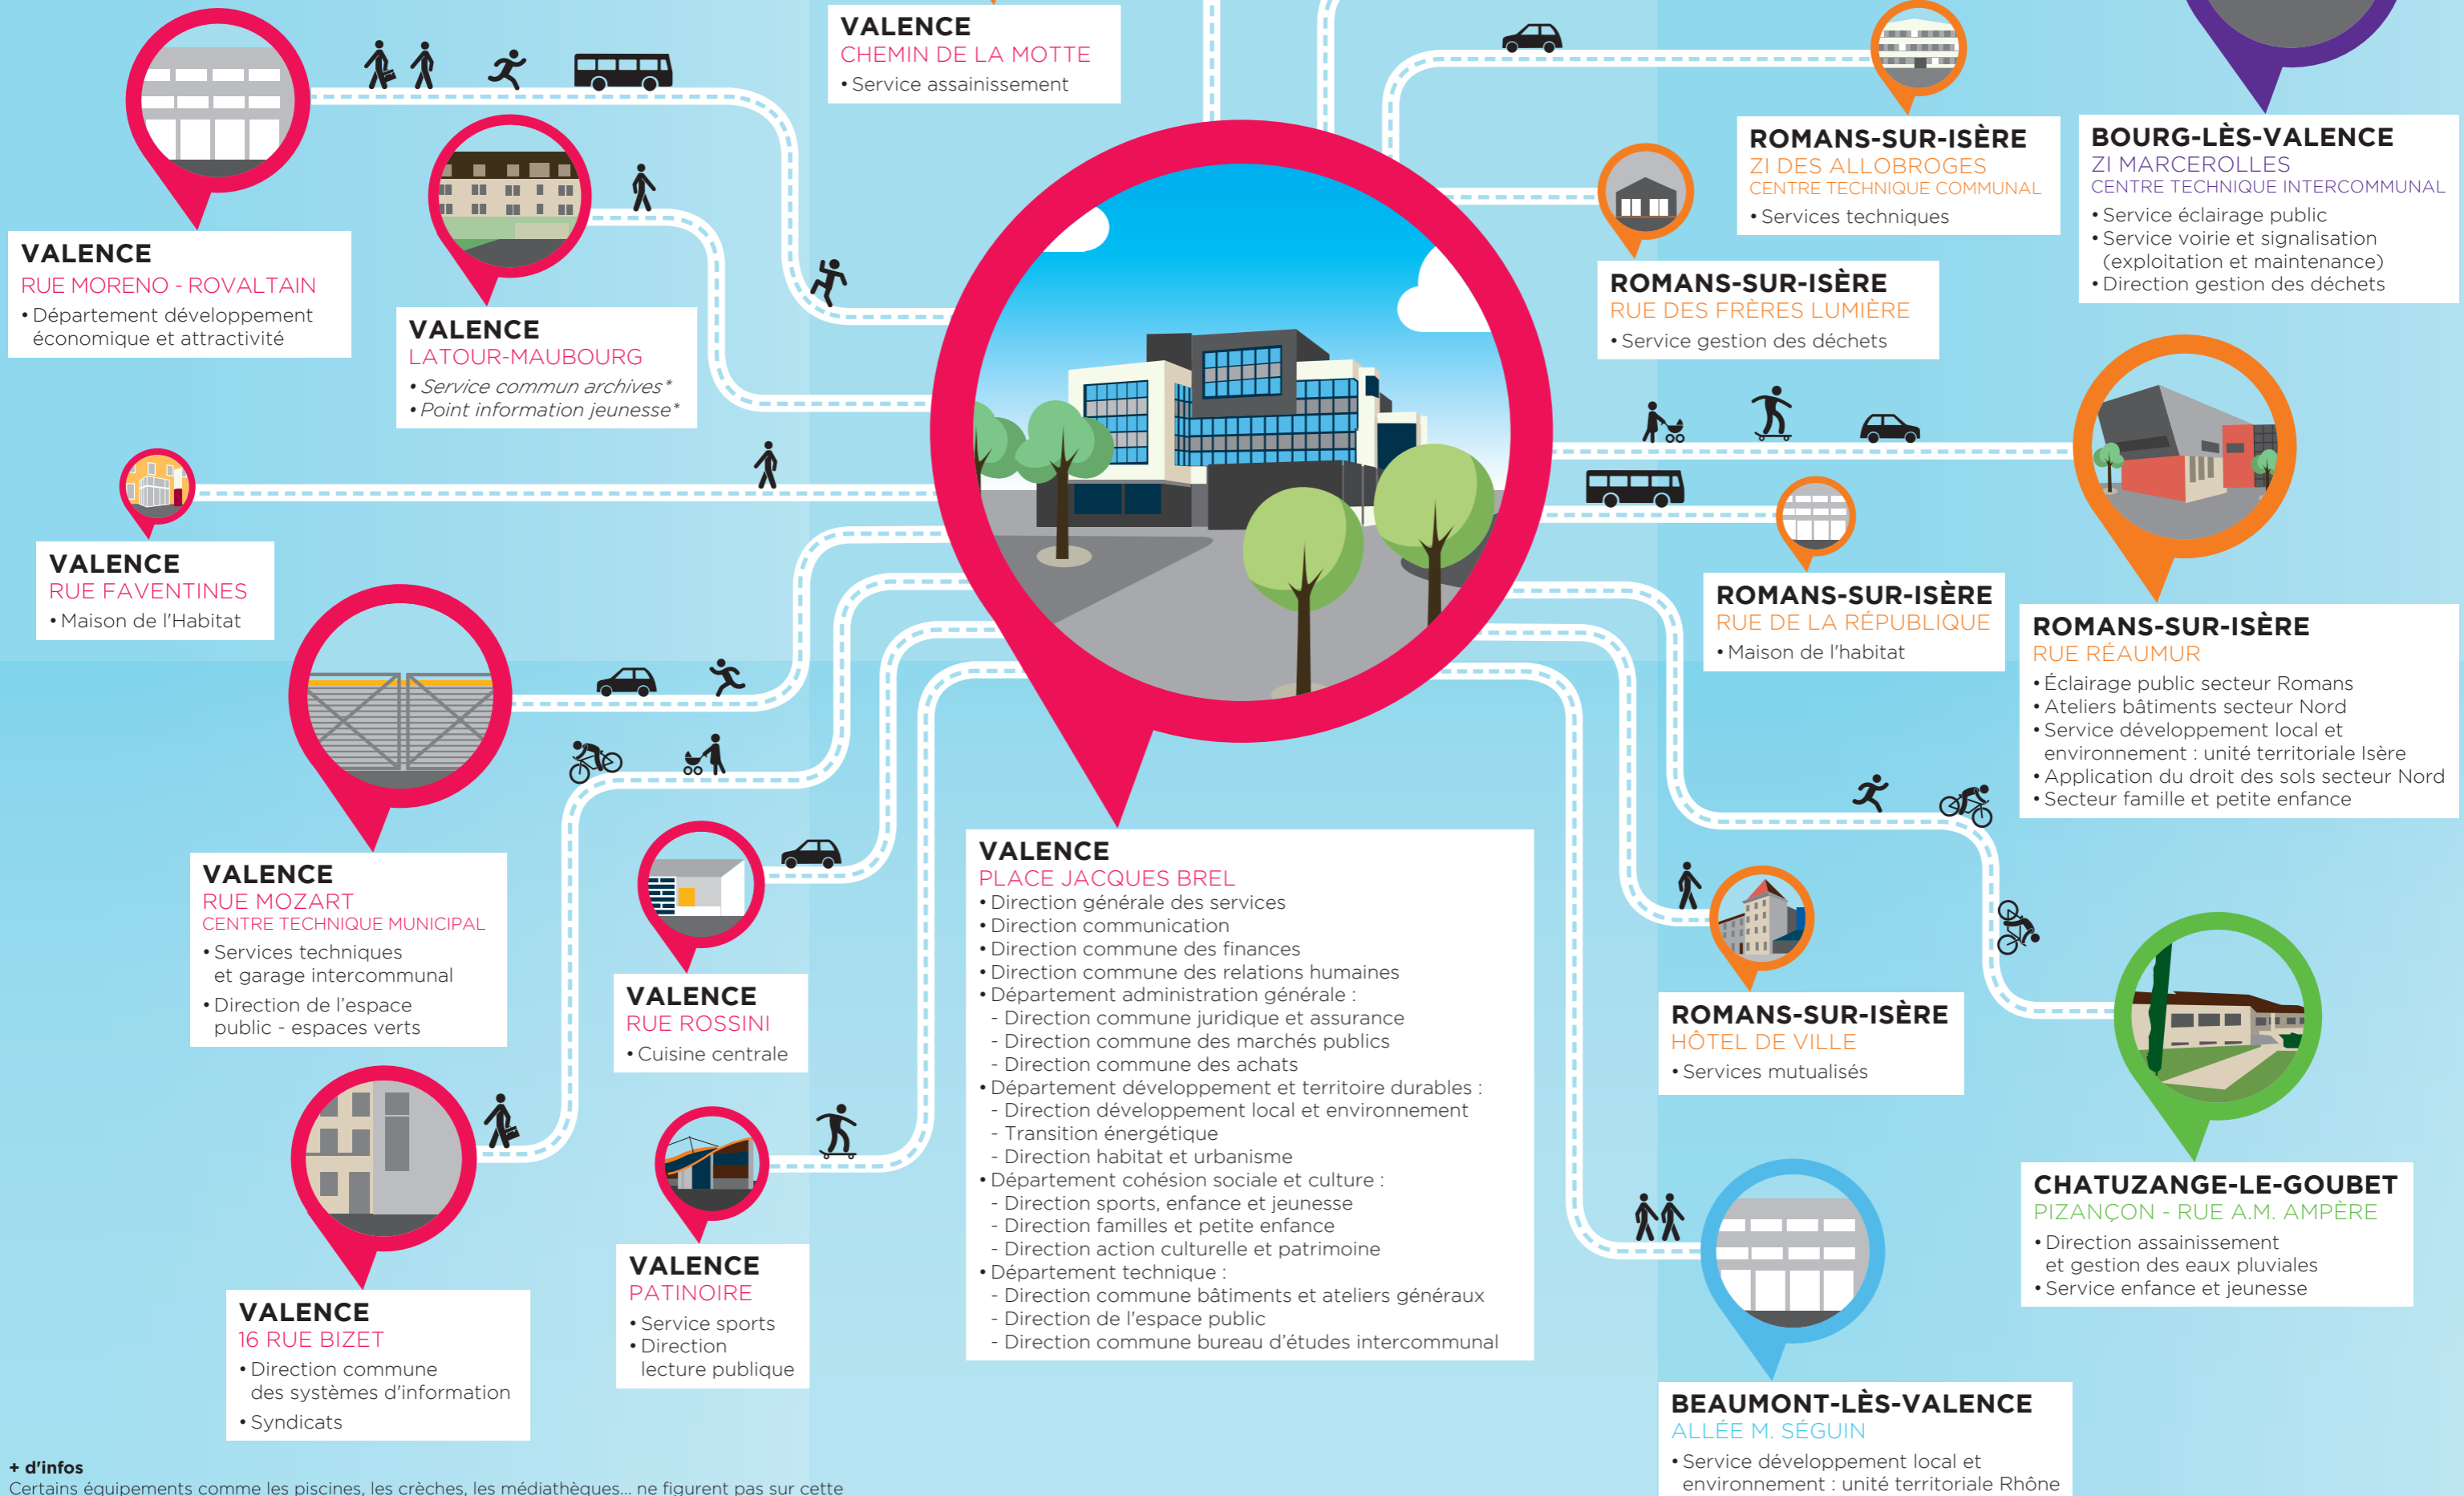 VALENCE
CHEMIN DE LA MOTTE
• Service assainissement
VALENCE
RUE MORENO - ROVALTAIN
• Département développement
économique et attractivité
VALENCE
LATOUR-MAUBOURG
• Service commun archives*
• Point information jeunesse*
ROMANS-SUR-ISÈRE
ZI DES ALLOBROGES
CENTRE TECHNIQUE COMMUNAL
• Services techniques
BOURG-LÈS-VALENCE
ZI MARCEROLLES
CENTRE TECHNIQUE INTERCOMMUNAL
• Service éclairage public
• Service voirie et signalisation
(exploitation et maintenance)
• Direction gestion des déchets
ROMANS-SUR-ISÈRE
RUE DES FRÈRES LUMIÈRE
• Service gestion des déchets
VALENCE
RUE FAVENTINES
• Maison de l'Habitat
ROMANS-SUR-ISÈRE
RUE DE LA RÉPUBLIQUE
• Maison de l'habitat
ROMANS-SUR-ISÈRE
RUE RÉAUMUR
• Éclairage public secteur Romans
• Ateliers bâtiments secteur Nord
• Service développement local et
environnement : unité territoriale Isère
• Application du droit des sols secteur Nord
• Secteur famille et petite enfance
VALENCE
RUE MOZART
CENTRE TECHNIQUE MUNICIPAL
• Services techniques
et garage intercommunal
• Direction de l'espace
public - espaces verts
VALENCE
RUE ROSSINI
• Cuisine centrale
VALENCE
PLACE JACQUES BREL
• Direction générale des services
• Direction communication
• Direction commune des finances
• Direction commune des relations humaines
• Département administration générale :
- Direction commune juridique et assurance
- Direction commune des marchés publics
- Direction commune des achats
• Département développement et territoire durables :
- Direction développement local et environnement
- Transition énergétique
- Direction habitat et urbanisme
• Département cohésion sociale et culture :
- Direction sports, enfance et jeunesse
- Direction familles et petite enfance
- Direction action culturelle et patrimoine
• Département technique :
- Direction commune bâtiments et ateliers généraux
- Direction de l'espace public
- Direction commune bureau d'études intercommunal
ROMANS-SUR-ISÈRE
HÔTEL DE VILLE
• Services mutualisés
CHATUZANGE-LE-GOUBET
PIZANÇON - RUE A.M. AMPÈRE
• Direction assainissement
et gestion des eaux pluviales
• Service enfance et jeunesse
VALENCE
16 RUE BIZET
• Direction commune
des systèmes d'information
• Syndicats
VALENCE
PATINOIRE
• Service sports
• Direction
lecture publique
BEAUMONT-LÈS-VALENCE
ALLÉE M. SÉGUIN
• Service développement local et
environnement : unité territoriale Rhône
+ d'infos
Certains équipements comme les piscines, les crèches, les médiathèques... ne figurent pas sur cette